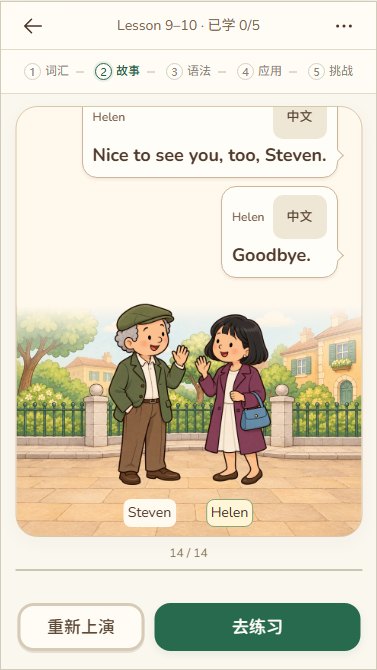 Lesson 9–10 · 已学 0/5
1 词汇 – 2 故事 – 3 语法 – 4 应用 – 5 挑战
Helen 中文
Nice to see you, too, Steven.
Helen 中文
Goodbye.
Steven Helen
14 / 14
重新上演 去练习